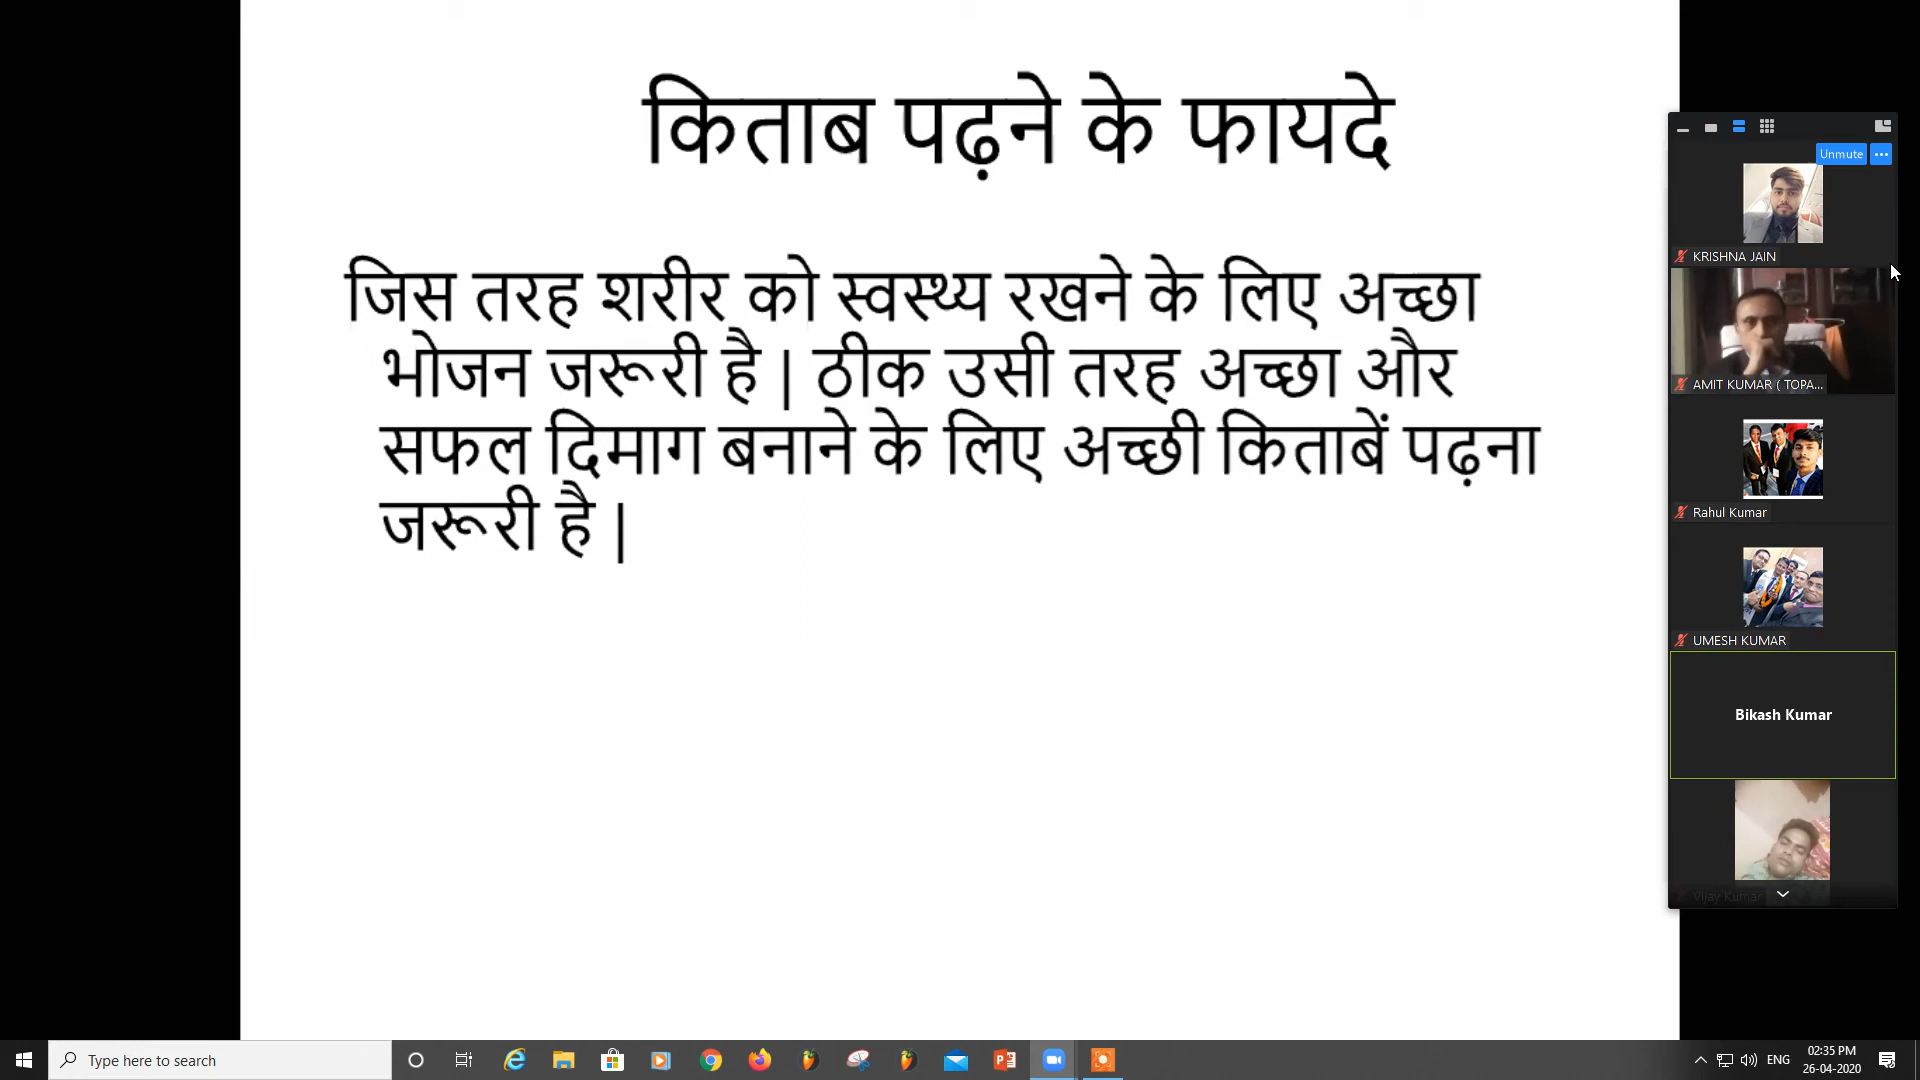 किताब पढ़ने के फायदे
जिस तरह शरीर को स्वस्थ्य रखने के लिए अच्छा
भोजन जरूरी है |  ठीक उसी तरह अच्छा और
सफल दिमाग बनाने के लिए अच्छी किताबें पढ़ना
जरूरी है |
Unmute
KRISHNA JAIN
AMIT KUMAR ( TOPA...
Rahul Kumar
UMESH KUMAR
Bikash Kumar
Vijay Kumar
Type here to search
ENG
02:35 PM
26-04-2020